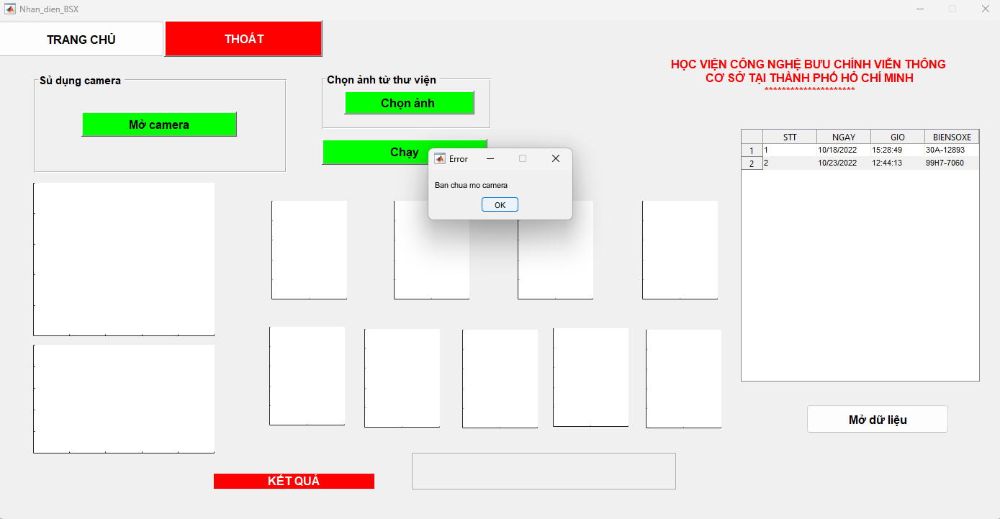 Nhan_dien_BSX
TRANG CHỦ
THOÁT
HỌC VIỆN CÔNG NGHỆ BƯU CHÍNH VIỄN THÔNG
CƠ SỞ TẠI THÀNH PHỐ HỒ CHÍ MINH
*********************
Sủ dụng camera
Mở camera
Chọn ảnh từ thư viện
Chọn ảnh
Chạy
Error
Ban chua mo camera
OK
STT NGAY GIO BIENSOXE
1 1 10/18/2022 15:28:49 30A-12893
2 2 10/23/2022 12:44:13 99H7-7060
Mở dữ liệu
KẾT QUẢ